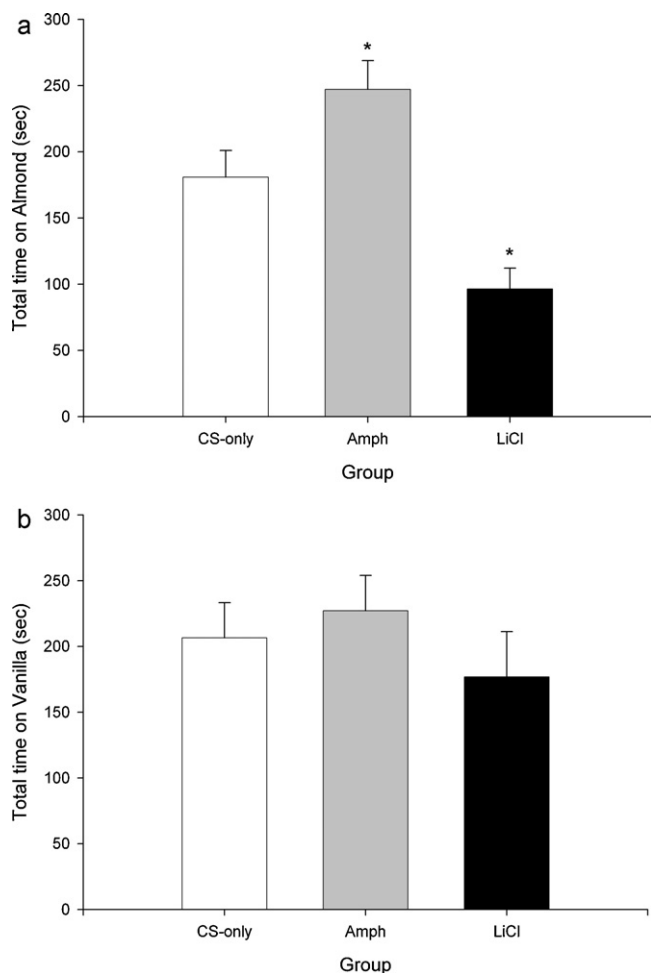 a
Total time on Almond (sec)
300
250
200
150
100
50
0
*
*
CS-only Amph LiCl
Group
b
Total time on Vanilla (sec)
300
250
200
150
100
50
0
CS-only Amph LiCl
Group